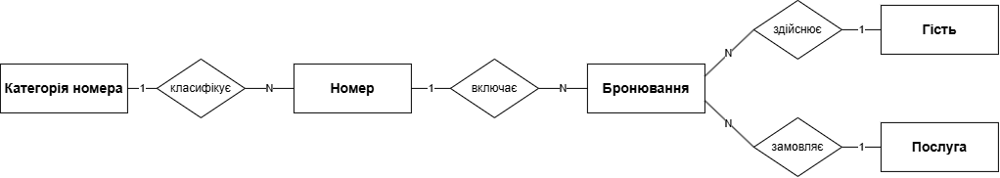 здійснює
1
Гість
N
Категорія номера
1
класифікує
N
Номер
1
включає
N
Бронювання
N
замовляє
1
Послуга